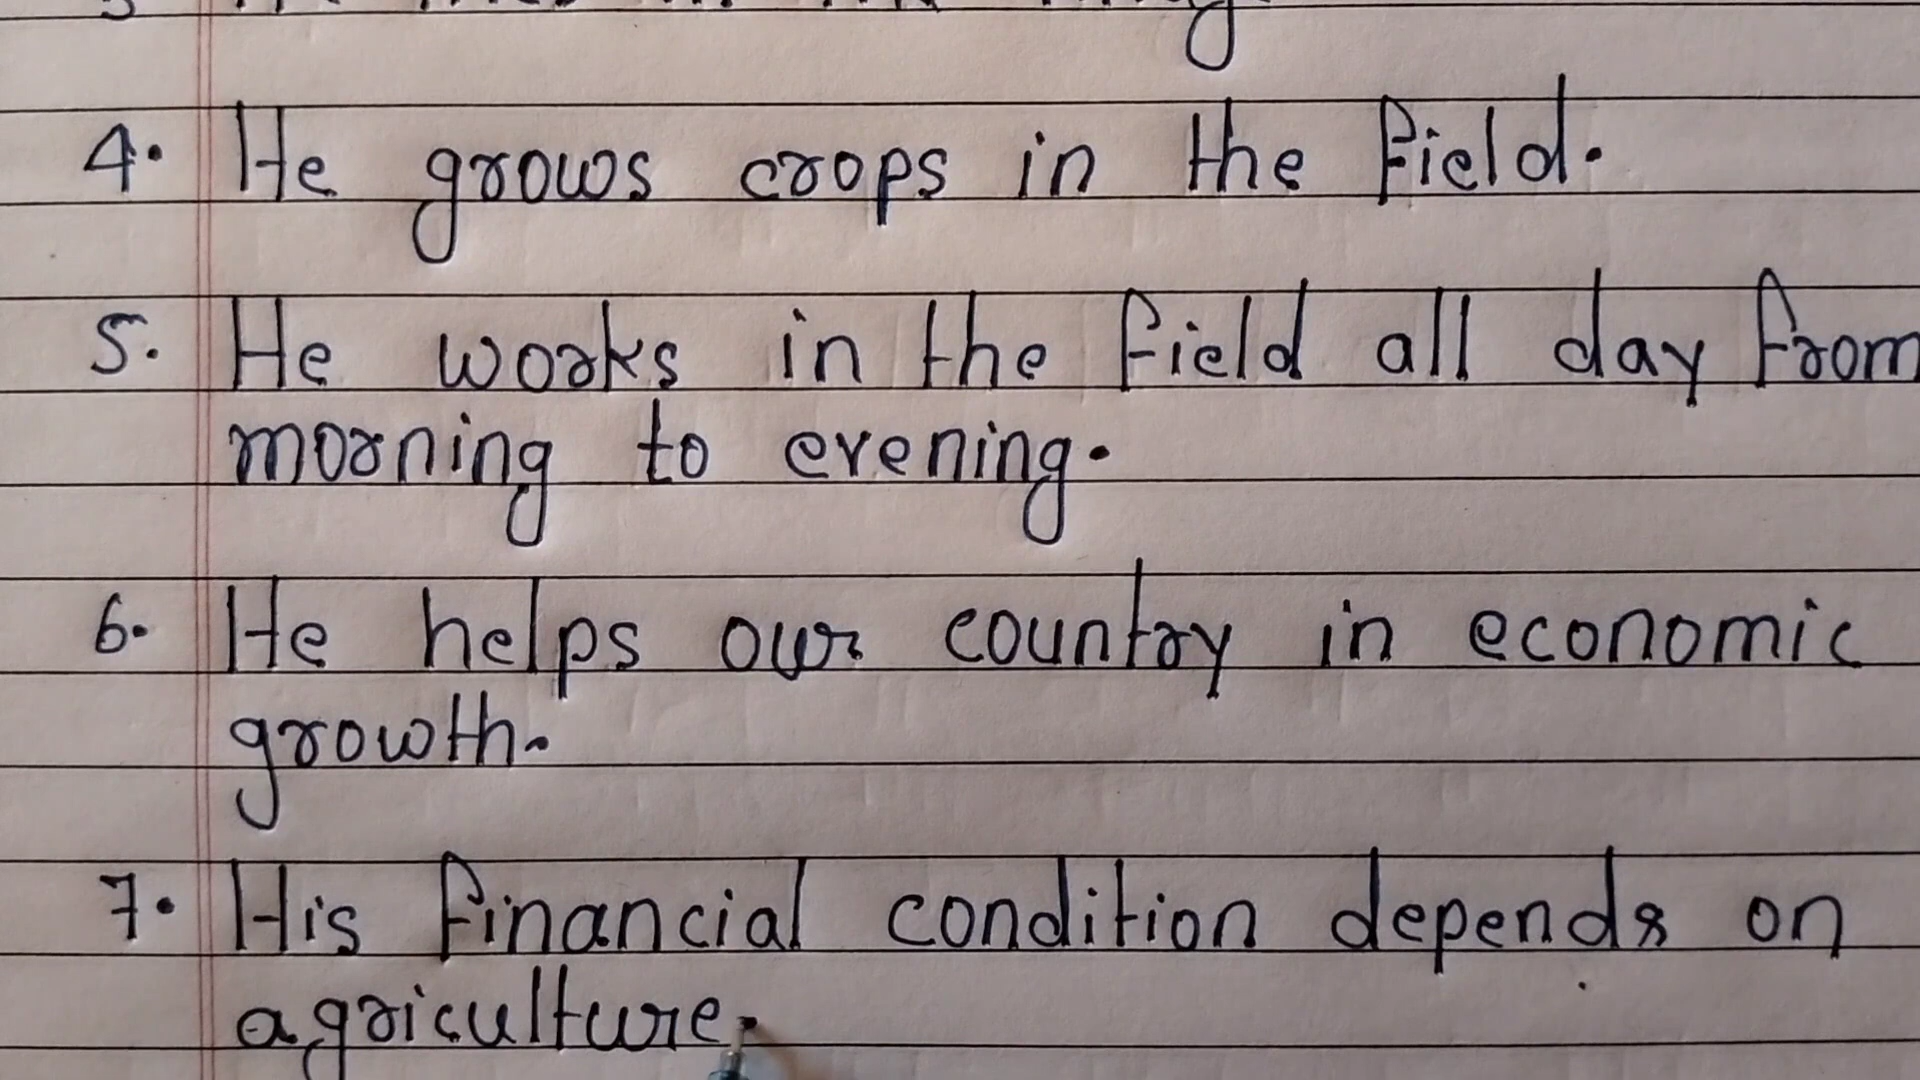 4. He grows crops in the field.
5. He works in the field all day from
morning to evening.
6. He helps our country in economic
growth.
7. His financial condition depends on
agriculture.